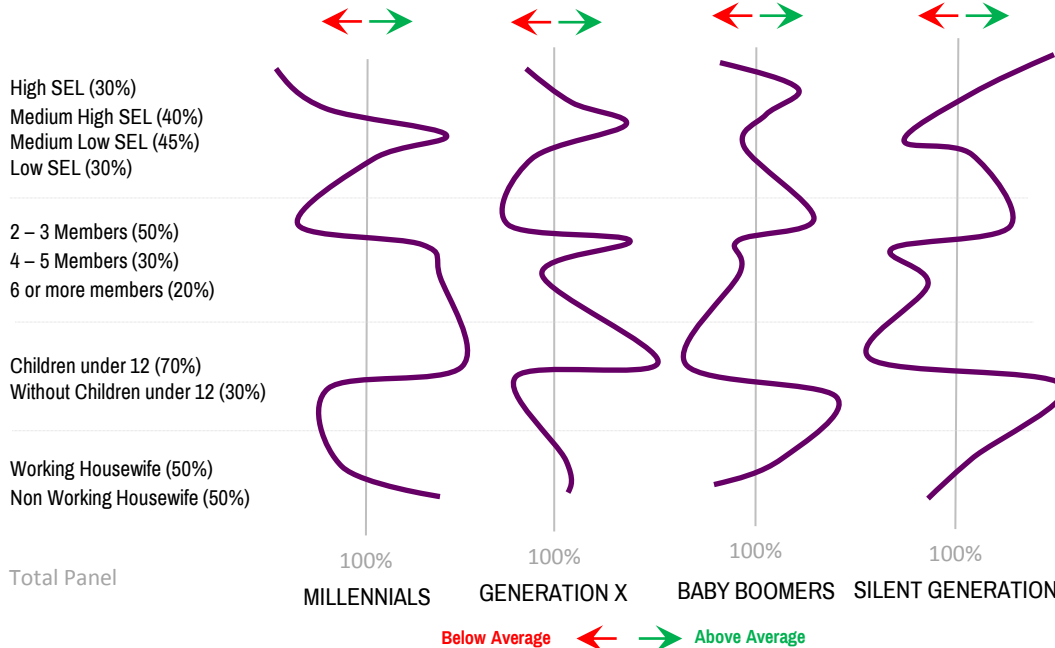 High SEL (30%)
Medium High SEL (40%)
Medium Low SEL (45%)
Low SEL (30%)
2 – 3 Members (50%)
4 – 5 Members (30%)
6 or more members (20%)
Children under 12 (70%)
Without Children under 12 (30%)
Working Housewife (50%)
Non Working Housewife (50%)
100% 100% 100% 100%
Total Panel
MILLENNIALS GENERATION X BABY BOOMERS SILENT GENERATION
Below Average Above Average